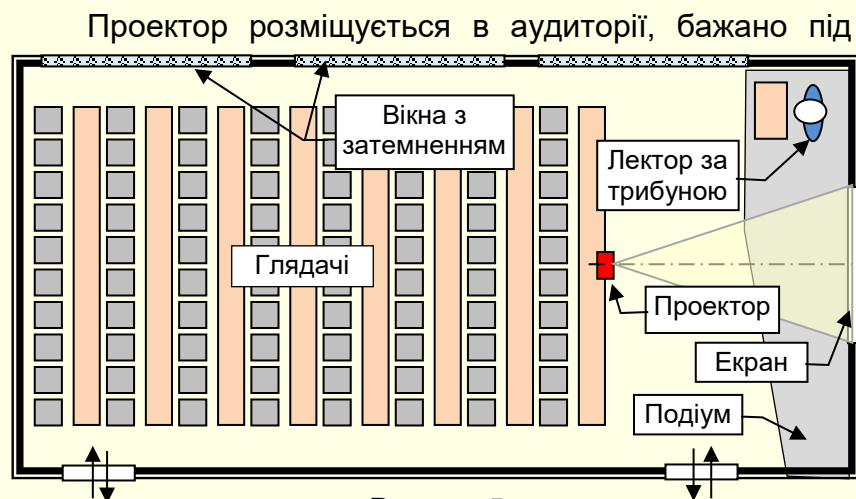 Проектор розміщується в аудиторії, бажано під
Вікна з
затемненням
Лектор за
трибуною
Глядачі
Проектор
Екран
Подіум